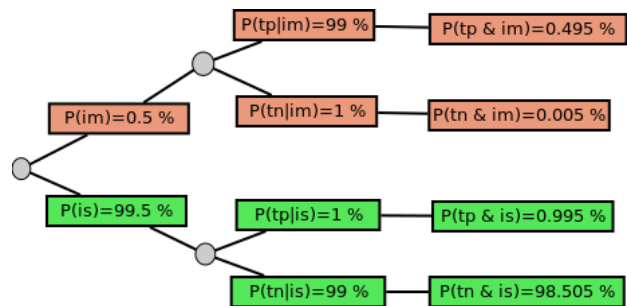 P(tp|im)=99 %
P(tp & im)=0.495 %
P(im)=0.5 %
P(tn|im)=1 %
P(tn & im)=0.005 %
P(is)=99.5 %
P(tp|is)=1 %
P(tp & is)=0.995 %
P(tn|is)=99 %
P(tn & is)=98.505 %